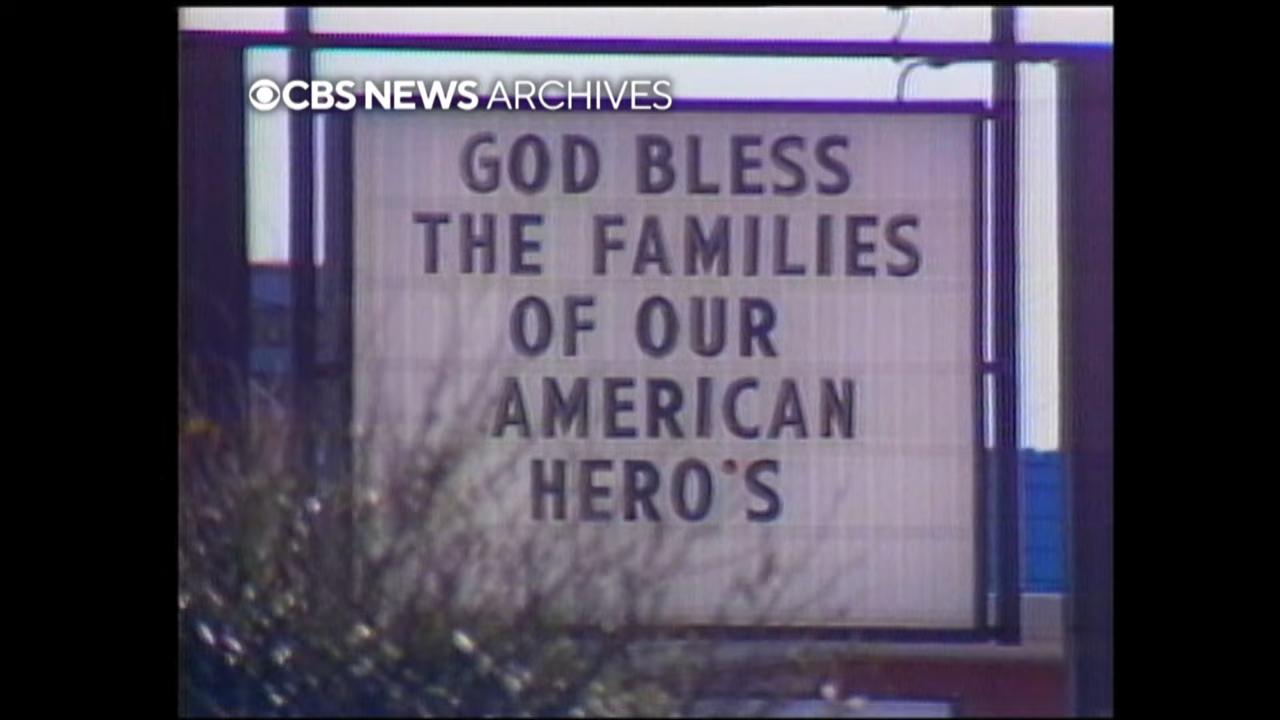 CBS NEWS ARCHIVES
GOD BLESS
THE FAMILIES
OF OUR
AMERICAN
HERO'S